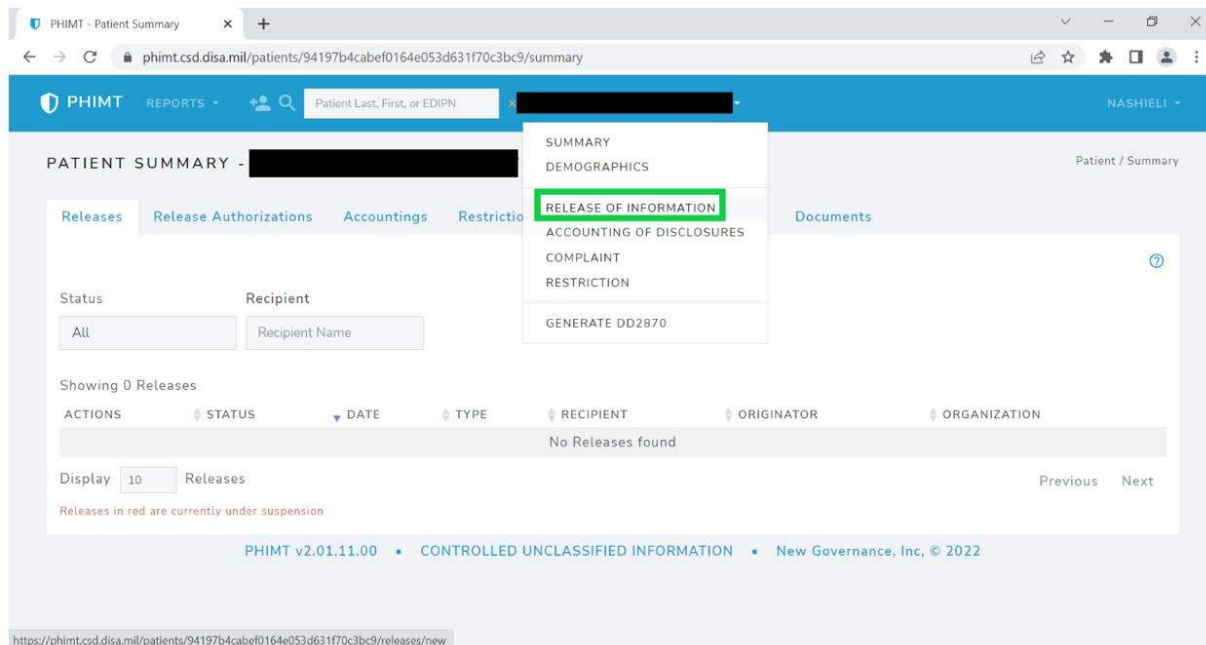 PHIMT - Patient Summary
phimt.csd.disa.mil/patients/94197b4cabef0164e053d631f70c3bc9/summary
PHIMT REPORTS Patient Last, First, or EDIPN NASHIELI
PATIENT SUMMARY - Patient / Summary
SUMMARY
DEMOGRAPHICS
RELEASE OF INFORMATION
ACCOUNTING OF DISCLOSURES
COMPLAINT
RESTRICTION
GENERATE DD2870
Releases Release Authorizations Accountings Restrictio Documents
Status Recipient
All Recipient Name
Showing 0 Releases
ACTIONS STATUS DATE TYPE RECIPIENT ORIGINATOR ORGANIZATION
No Releases found
Display 10 Releases Previous Next
Releases in red are currently under suspension
PHIMT v2.01.11.00 • CONTROLLED UNCLASSIFIED INFORMATION • New Governance, Inc, © 2022
https://phimt.csd.disa.mil/patients/94197b4cabef0164e053d631f70c3bc9/releases/new